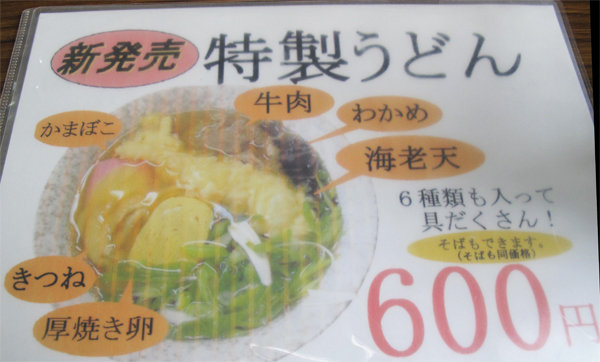 新発売
特製うどん
牛肉
わかめ
かまぼこ
海老天
6種類も入って
具だくさん！
そばもできます。
(そばも同価格)
きつね
厚焼き卵
600円